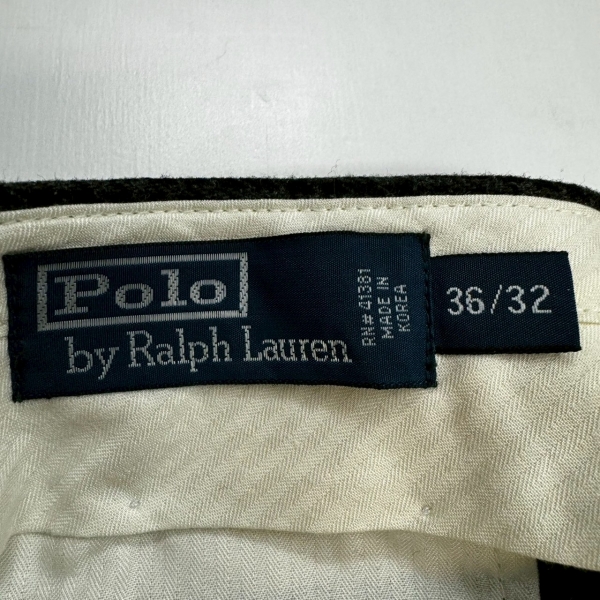 Polo
by Ralph Lauren
RN# 41381
MADE IN
KOREA
36/32